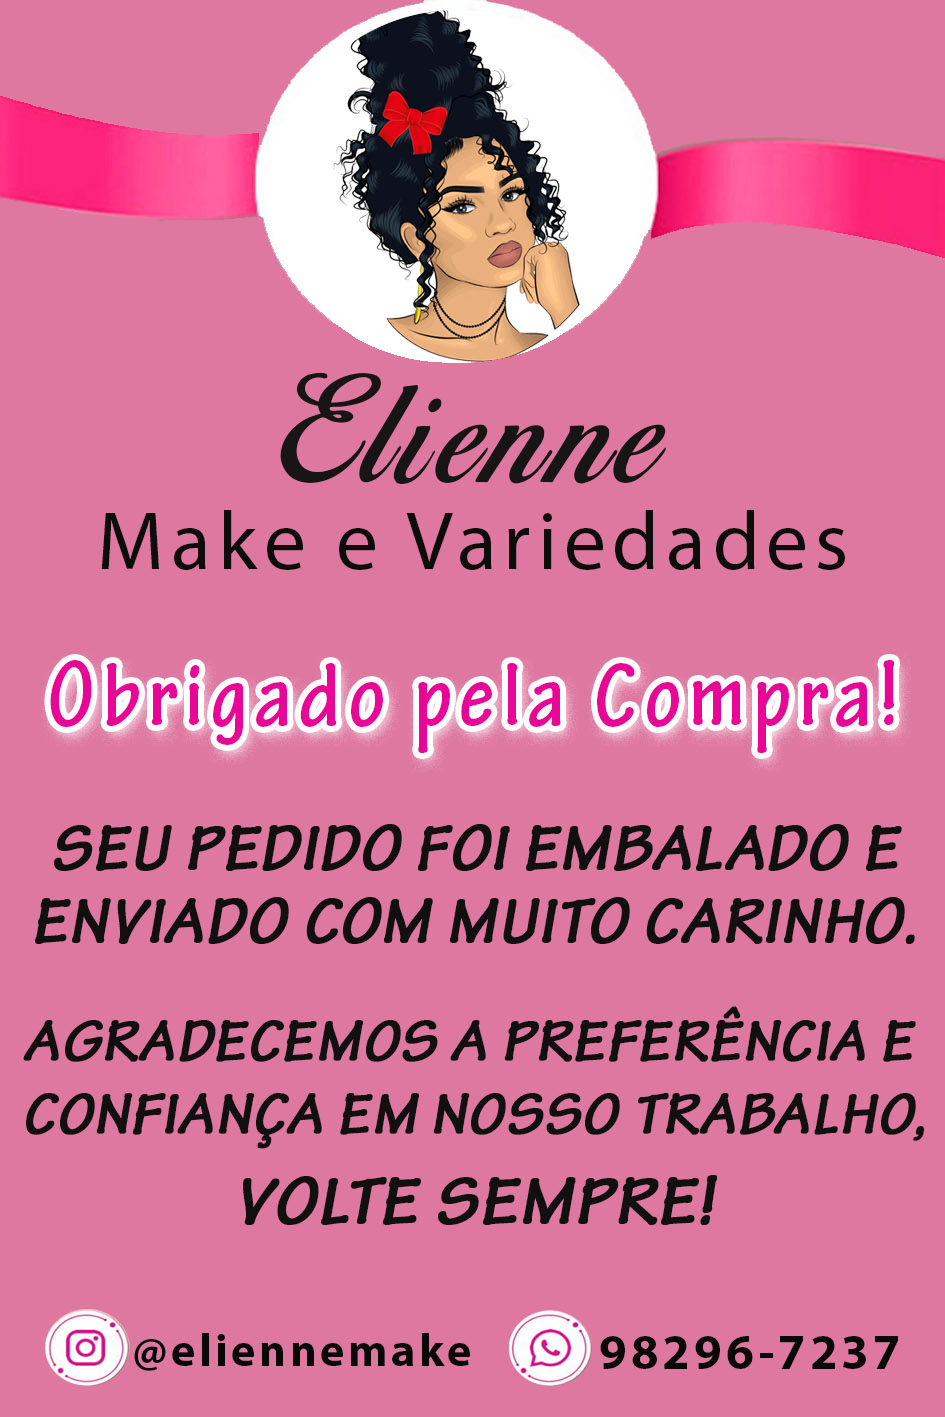 Elienne
Make e Variedades
Obrigado pela Compra!
SEU PEDIDO FOI EMBALADO E
ENVIADO COM MUITO CARINHO.
AGRADECEMOS A PREFERÊNCIA E
CONFIANÇA EM NOSSO TRABALHO,
VOLTE SEMPRE!
@eliennemake 98296-7237